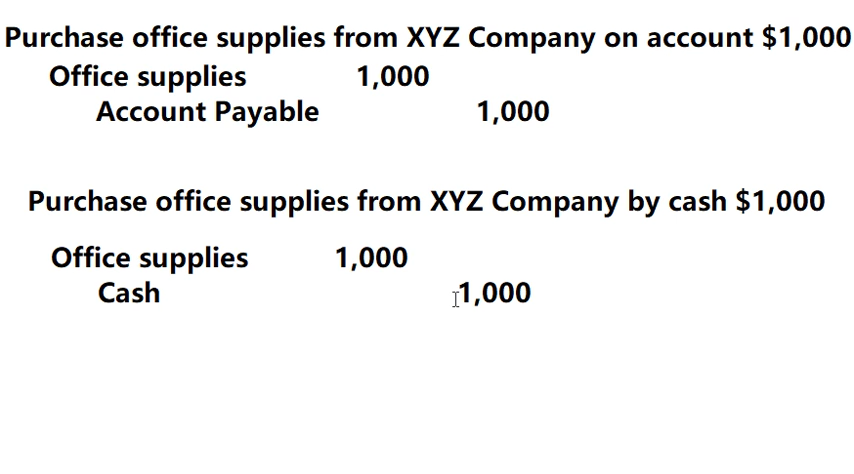 Purchase office supplies from XYZ Company on account $1,000
Office supplies 1,000
Account Payable 1,000
Purchase office supplies from XYZ Company by cash $1,000
Office supplies 1,000
Cash 1,000